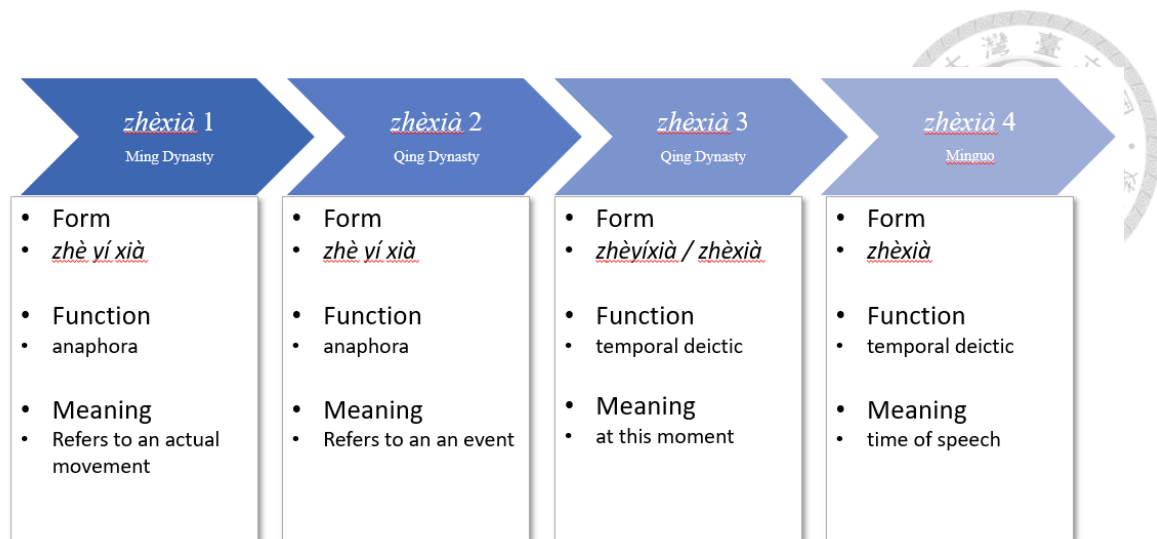 灣臺
zhèxià 1
Ming Dynasty
zhèxià 2
Qing Dynasty
zhèxià 3
Qing Dynasty
zhèxià 4
Minguo
• Form
• zhè yí xià
• Function
• anaphora
• Meaning
• Refers to an actual
movement
• Form
• zhè yí xià
• Function
• anaphora
• Meaning
• Refers to an an event
• Form
• zhèyíxià / zhèxià
• Function
• temporal deictic
• Meaning
• at this moment
• Form
• zhèxià
• Function
• temporal deictic
• Meaning
• time of speech